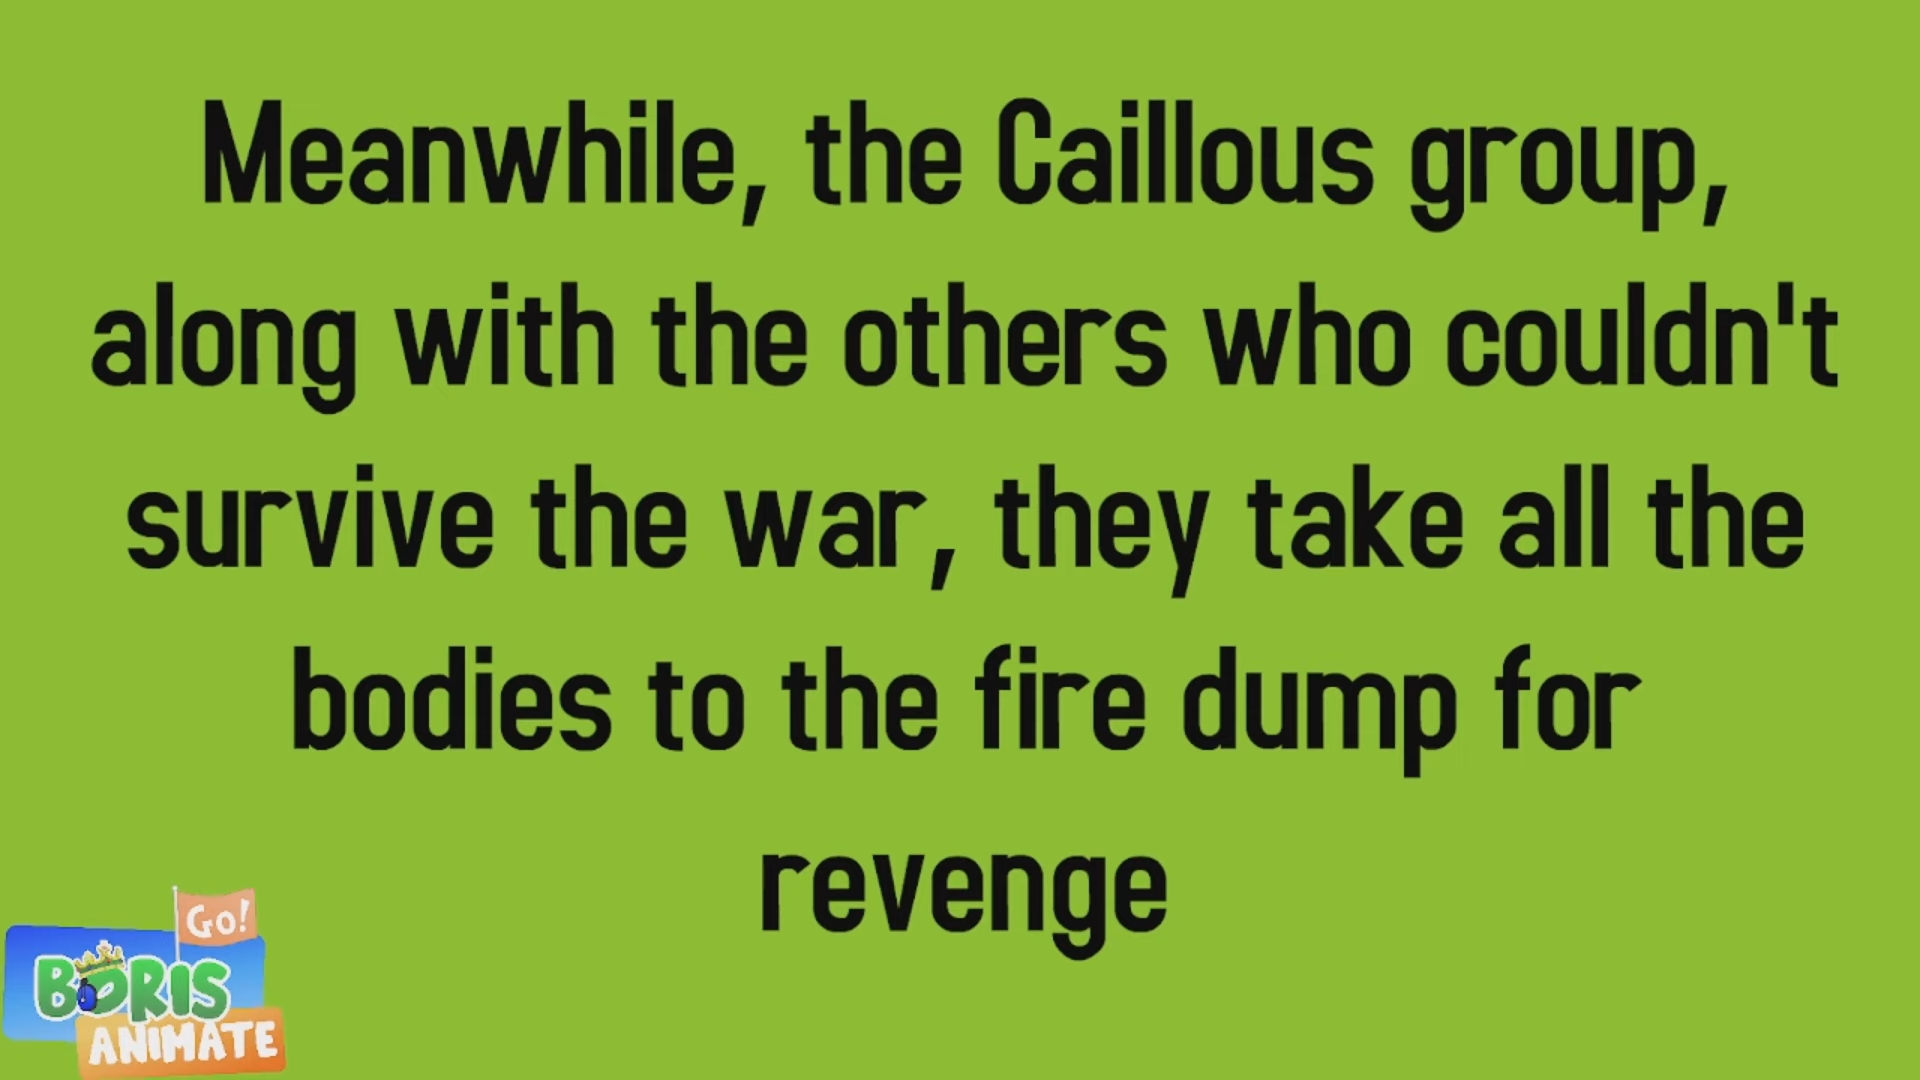 Meanwhile, the Caillous group,
along with the others who couldn't
survive the war, they take all the
bodies to the fire dump for
revenge
Go!
BORIS
ANIMATE